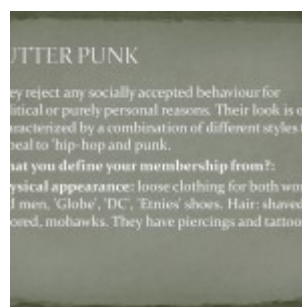 UTTER PUNK
ey reject any socially accepted behaviour for
litical or purely personal reasons. Their look is o
aracterized by a combination of different styles
peal to 'hip-hop and punk.
hat you define your membership from?:
ysical appearance: loose clothing for both wo
d men, 'Globe', 'DC', 'Etnies' shoes. Hair: shaved
ored, mohawks. They have piercings and tattoo